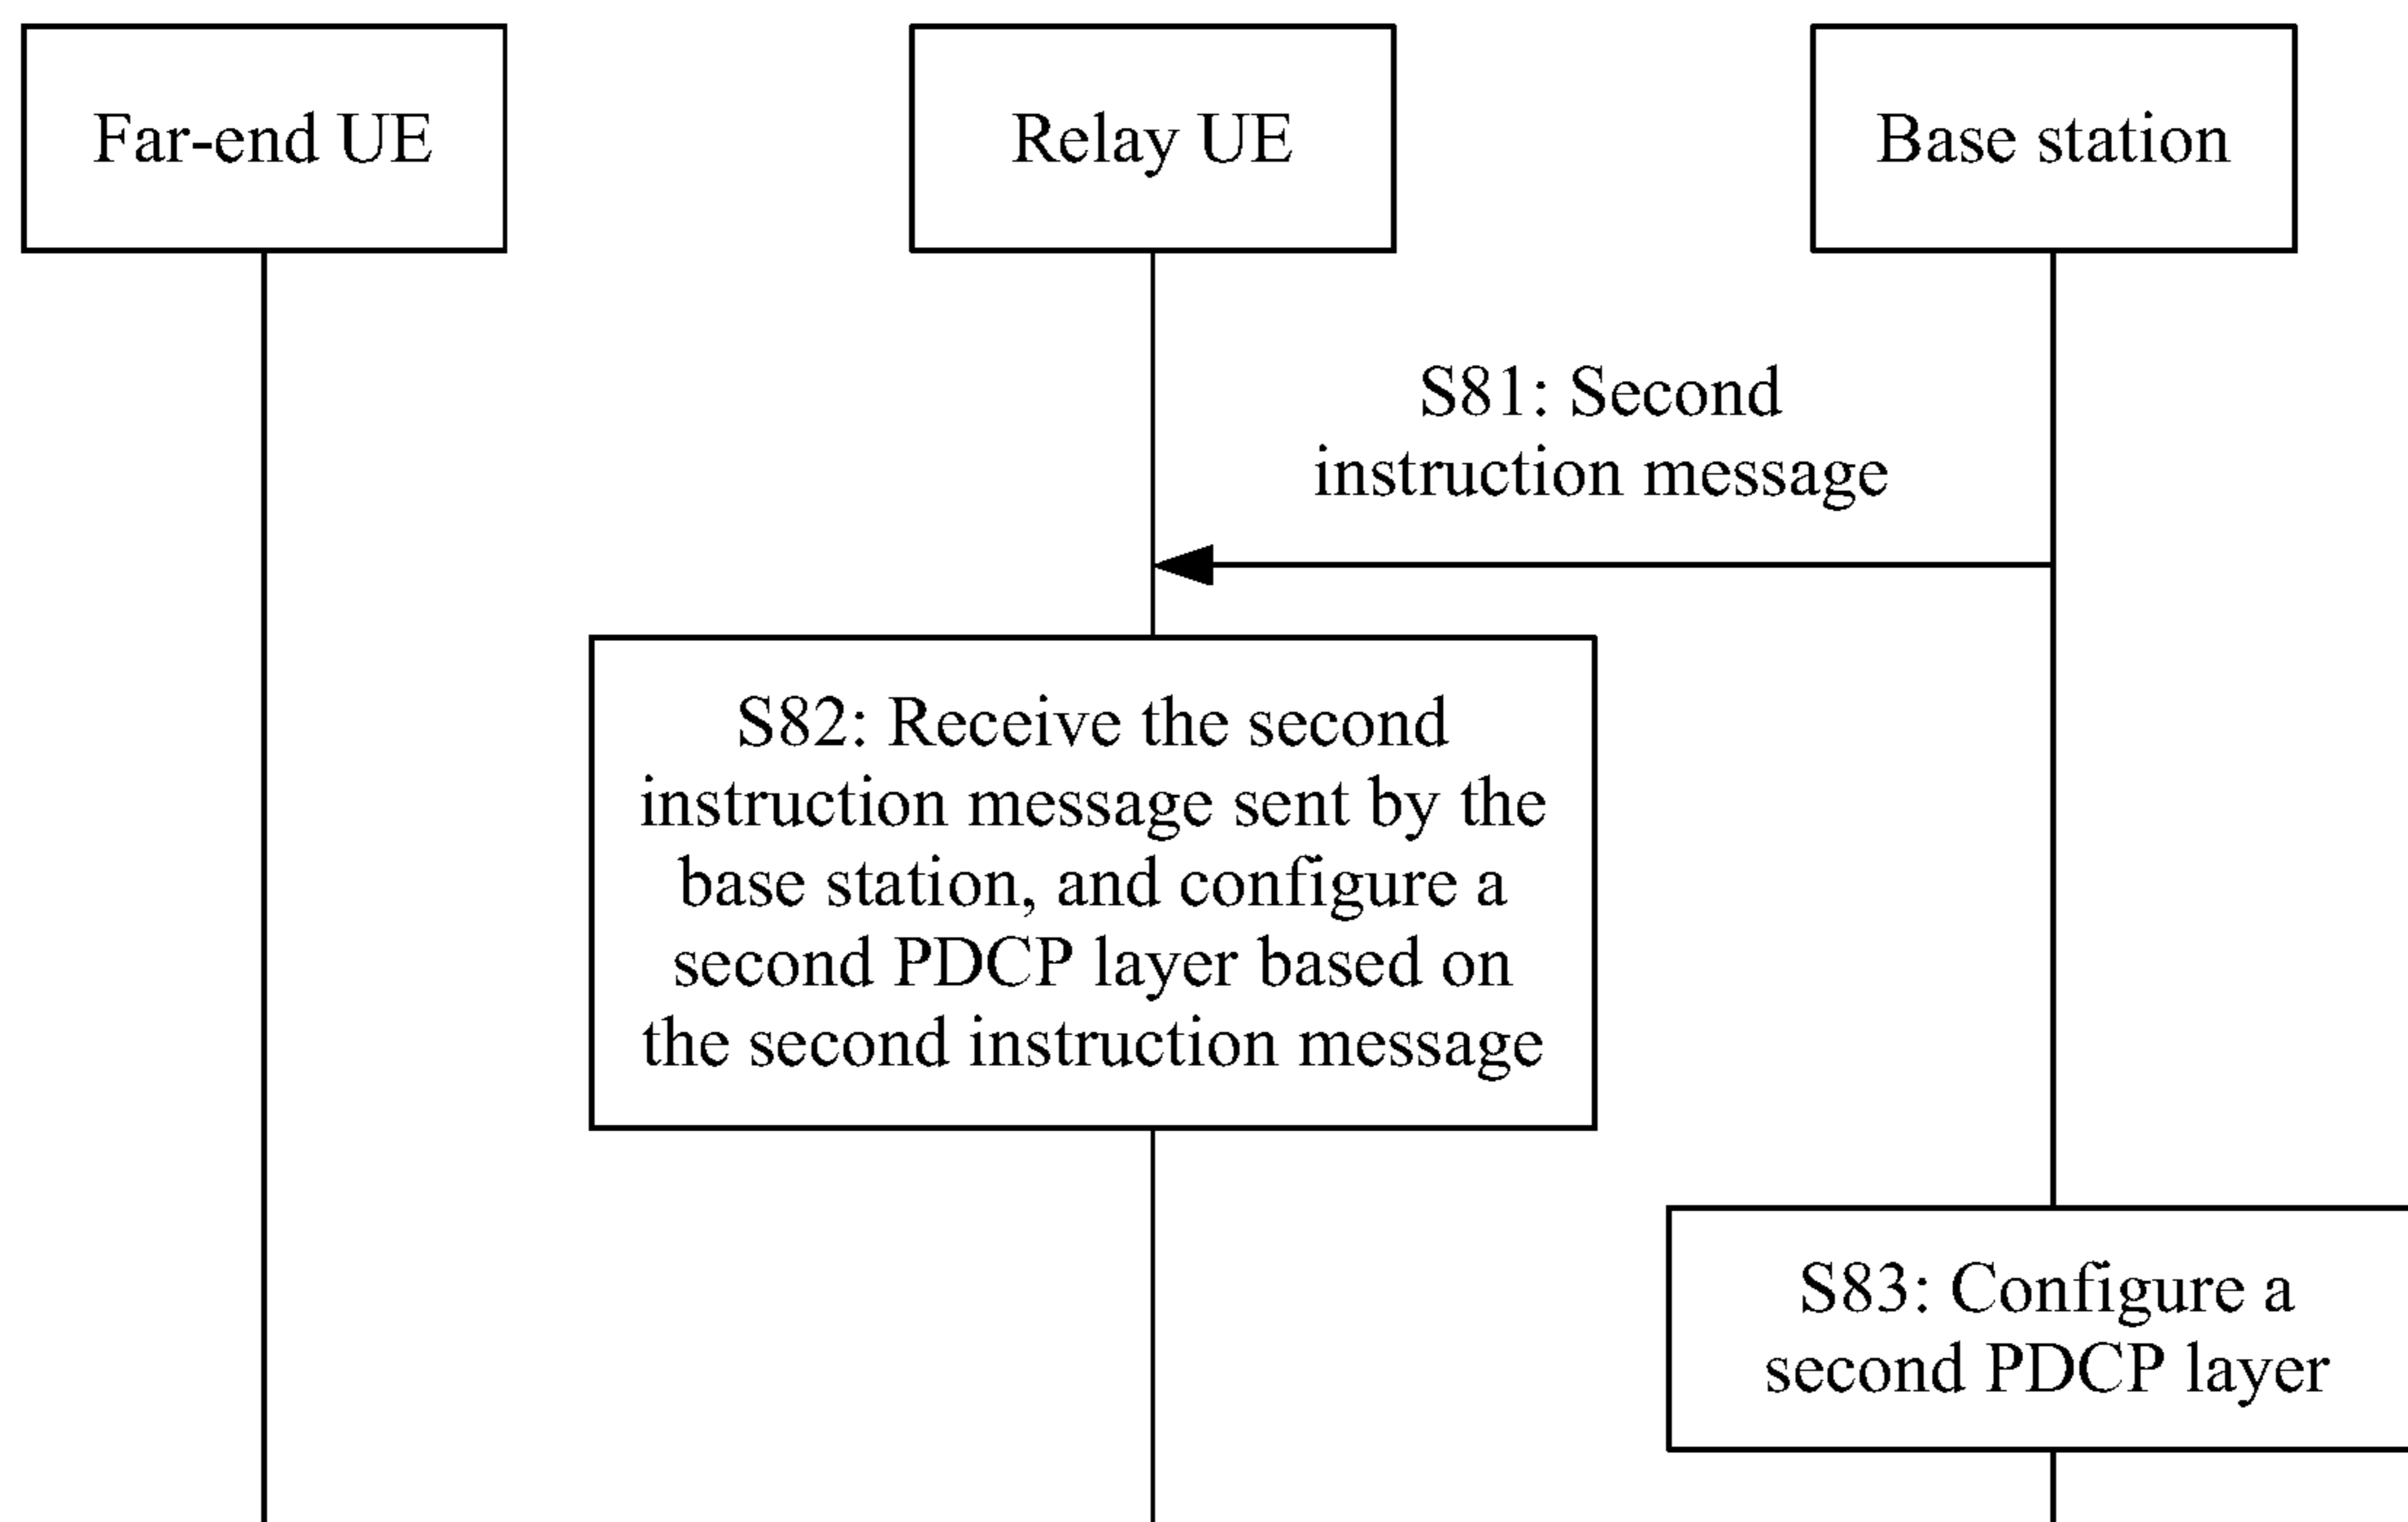 Far-end UE
Relay UE
Base station
S81: Second
instruction message
S82: Receive the second
instruction message sent by the
base station, and configure a
second PDCP layer based on
the second instruction message
S83: Configure a
second PDCP layer